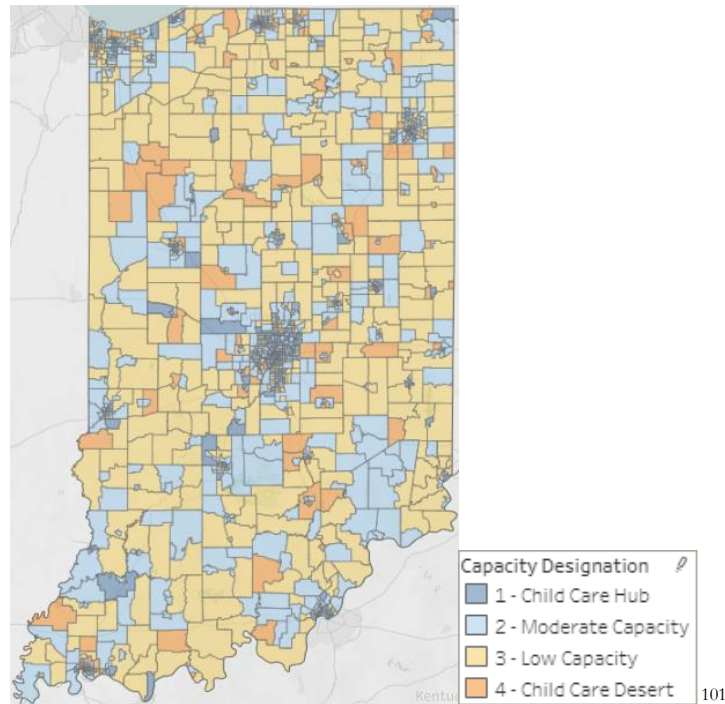 Capacity Designation
1 - Child Care Hub
2 - Moderate Capacity
3 - Low Capacity
4 - Child Care Desert
101